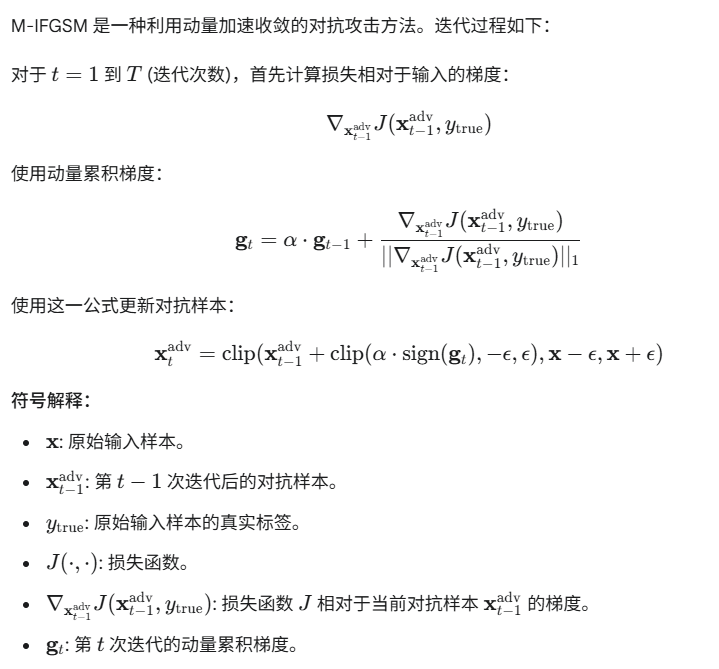 M-IFGSM 是一种利用动量加速收敛的对抗攻击方法。迭代过程如下：
对于 $t = 1$ 到 $T$ (迭代次数)，首先计算损失相对于输入的梯度：
$\nabla_{\mathbf{x}_{t-1}^{\text{adv}}} J(\mathbf{x}_{t-1}^{\text{adv}}, y_{\text{true}})$
使用动量累积梯度：
$\mathbf{g}_t = \alpha \cdot \mathbf{g}_{t-1} + \frac{\nabla_{\mathbf{x}_{t-1}^{\text{adv}}} J(\mathbf{x}_{t-1}^{\text{adv}}, y_{\text{true}})}{||\nabla_{\mathbf{x}_{t-1}^{\text{adv}}} J(\mathbf{x}_{t-1}^{\text{adv}}, y_{\text{true}})||_1}$
使用这一公式更新对抗样本：
$\mathbf{x}_t^{\text{adv}} = \text{clip}(\mathbf{x}_{t-1}^{\text{adv}} + \text{clip}(\alpha \cdot \text{sign}(\mathbf{g}_t), -\epsilon, \epsilon), \mathbf{x} - \epsilon, \mathbf{x} + \epsilon)$
符号解释：
• $\mathbf{x}$: 原始输入样本。
• $\mathbf{x}_{t-1}^{\text{adv}}$: 第 $t-1$ 次迭代后的对抗样本。
• $y_{\text{true}}$: 原始输入样本的真实标签。
• $J(\cdot, \cdot)$: 损失函数。
• $\nabla_{\mathbf{x}_{t-1}^{\text{adv}}} J(\mathbf{x}_{t-1}^{\text{adv}}, y_{\text{true}})$: 损失函数 $J$ 相对于当前对抗样本 $\mathbf{x}_{t-1}^{\text{adv}}$ 的梯度。
• $\mathbf{g}_t$: 第 $t$ 次迭代的动量累积梯度。